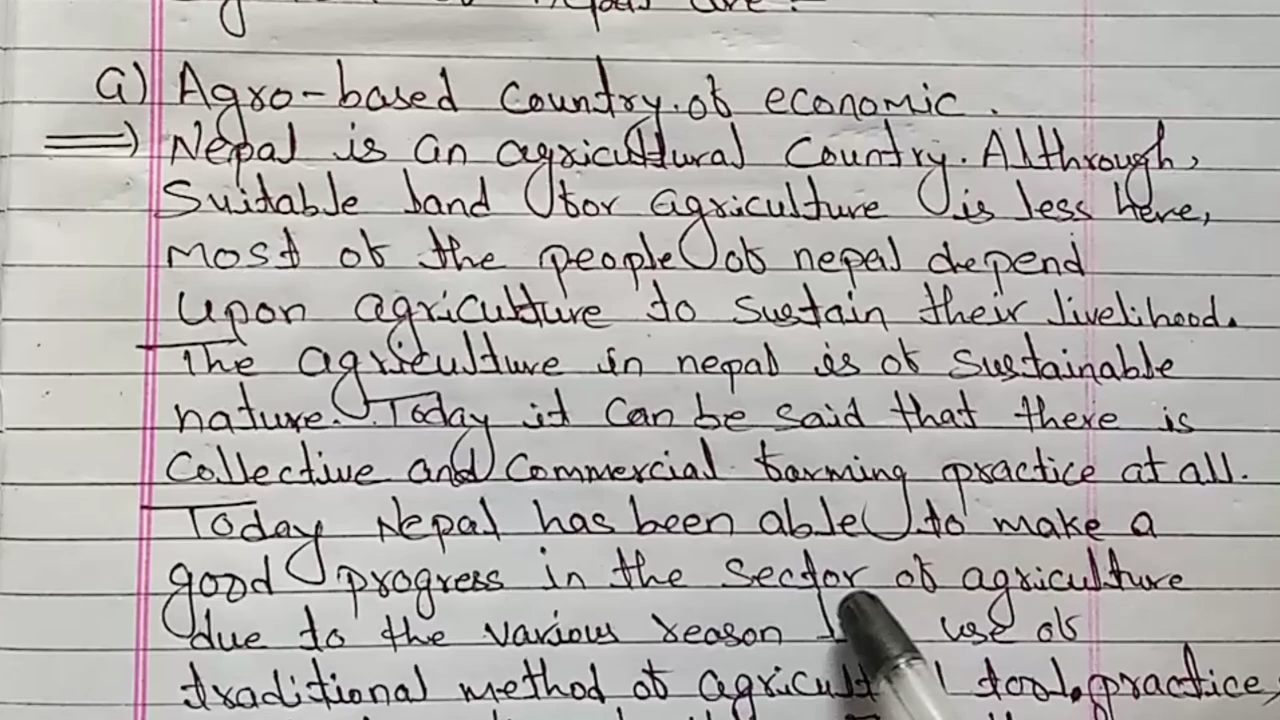 Nepal are :
a) Agro-based country of economic.
=> Nepal is an agricultural country. Althrough,
Suitable land for agriculture is less here,
most of the people of nepal depend
upon agriculture to sustain their livelihood.
The agriculture in nepal is of sustainable
nature. Today it can be said that there is
collective and commercial farming practice at all.
Today Nepal has been able to make a
good progress in the sector of agriculture
due to the various reason use of
traditional method of agricult l tool, practice,